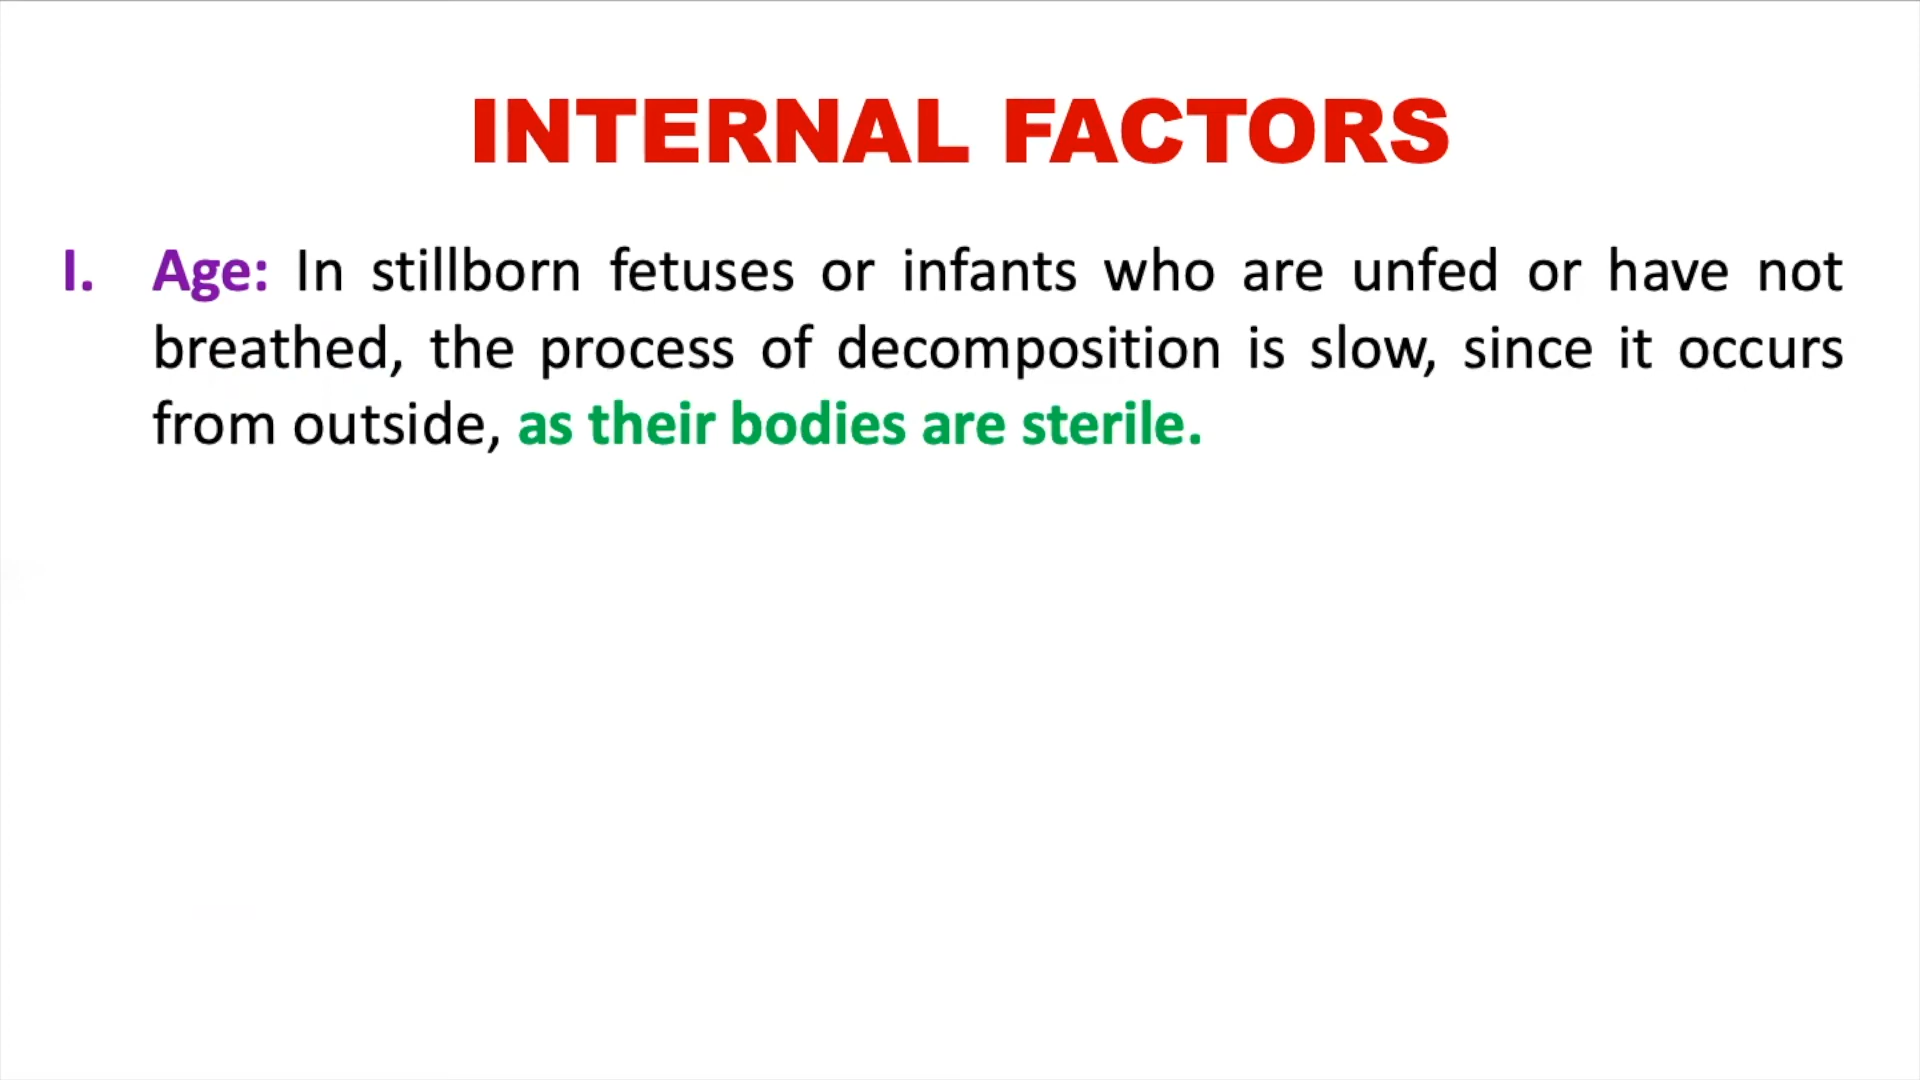 INTERNAL FACTORS
I. Age: In stillborn fetuses or infants who are unfed or have not
breathed, the process of decomposition is slow, since it occurs
from outside, as their bodies are sterile.